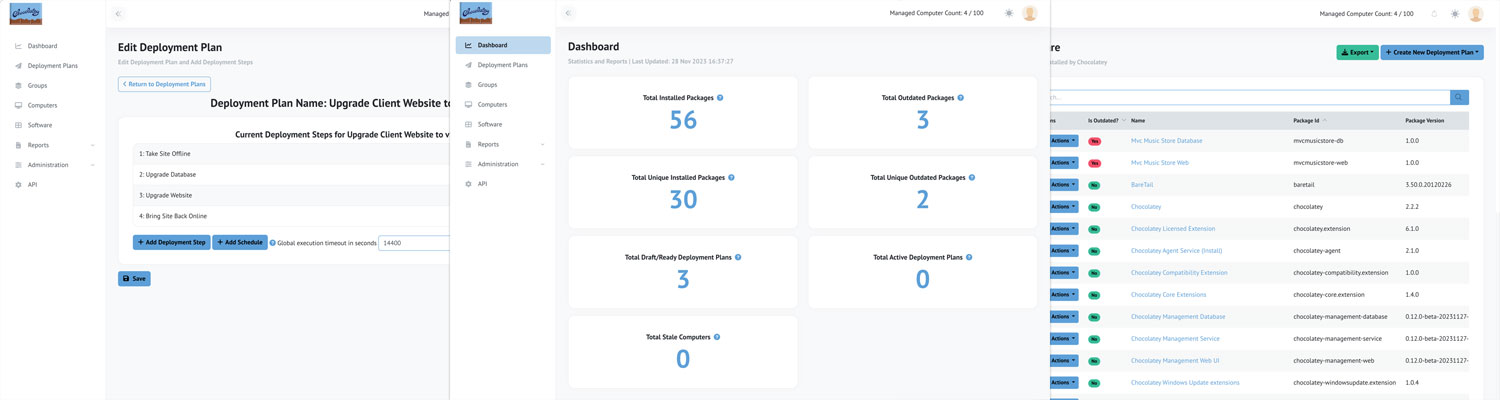 Chocolatey
Dashboard
Deployment Plans
Groups
Computers
Software
Reports
Administration
API
Managed
Edit Deployment Plan
Edit Deployment Plan and Add Deployment Steps
Return to Deployment Plans
Deployment Plan Name: Upgrade Client Website to
Current Deployment Steps for Upgrade Client Website to v
1: Take Site Offline
2: Upgrade Database
3: Upgrade Website
4: Bring Site Back Online
+ Add Deployment Step + Add Schedule ? Global execution timeout in seconds 14400
Save
Chocolatey
Dashboard
Deployment Plans
Groups
Computers
Software
Reports
Administration
API
Managed Computer Count: 4 / 100
Dashboard
Statistics and Reports | Last Updated: 28 Nov 2023 16:37:27
Total Installed Packages ?
56
Total Outdated Packages ?
3
Total Unique Installed Packages ?
30
Total Unique Outdated Packages ?
2
Total Draft/Ready Deployment Plans ?
3
Total Active Deployment Plans ?
0
Total Stale Computers ?
0
Managed Computer Count: 4 / 100
re
stalled by Chocolatey
Export + Create New Deployment Plan
Is Outdated? Name Package Id Package Version
Actions Yes Mvc Music Store Database mvcmusicstore-db 1.0.0
Actions Yes Mvc Music Store Web mvcmusicstore-web 1.0.0
Actions No BareTail baretail 3.50.0.20120226
Actions No Chocolatey chocolatey 2.2.2
Actions No Chocolatey Licensed Extension chocolatey.extension 6.1.0
Actions No Chocolatey Agent Service (Install) chocolatey-agent 2.1.0
Actions No Chocolatey Compatibility Extension chocolatey-compatibility.extension 1.0.0
Actions No Chocolatey Core Extensions chocolatey-core.extension 1.4.0
Actions No Chocolatey Management Database chocolatey-management-database 0.12.0-beta-20231127-
Actions No Chocolatey Management Service chocolatey-management-service 0.12.0-beta-20231127-
Actions No Chocolatey Management Web UI chocolatey-management-web 0.12.0-beta-20231127-
Actions No Chocolatey Windows Update extensions chocolatey-windowsupdate.extension 1.0.4